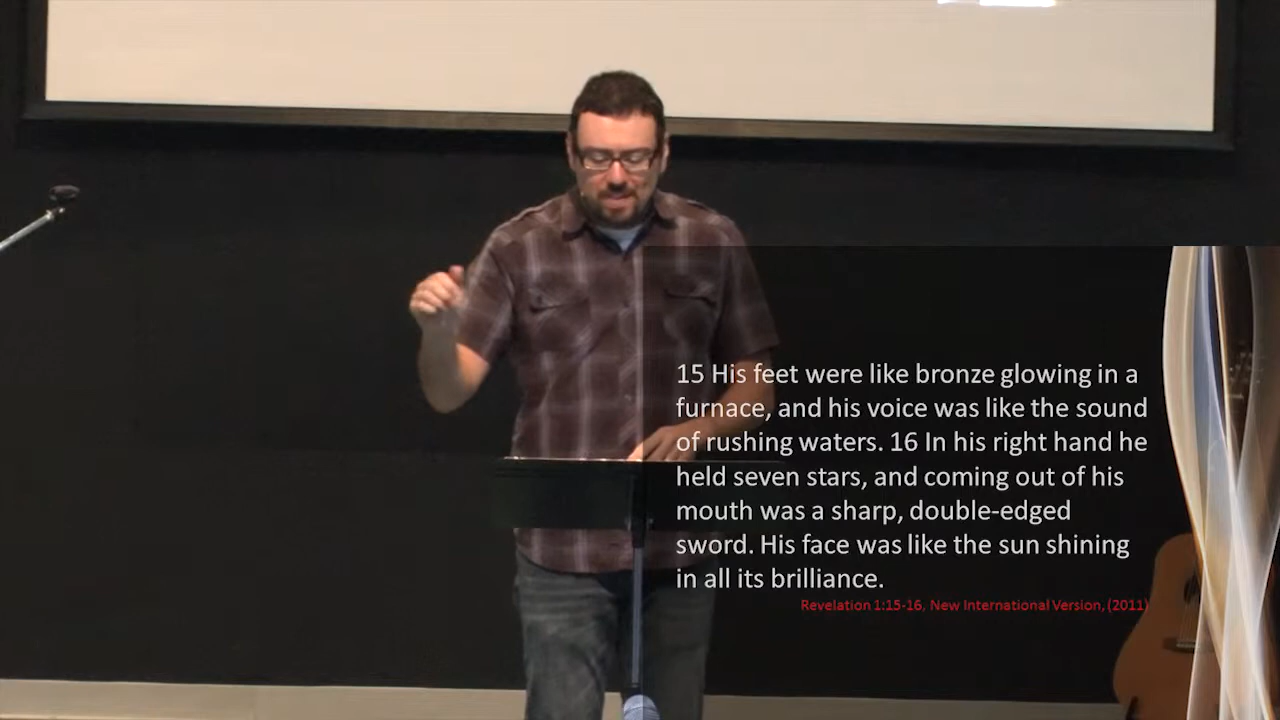 15 His feet were like bronze glowing in a
furnace, and his voice was like the sound
of rushing waters. 16 In his right hand he
held seven stars, and coming out of his
mouth was a sharp, double-edged
sword. His face was like the sun shining
in all its brilliance.
Revelation 1:15-16, New International Version, (2011)